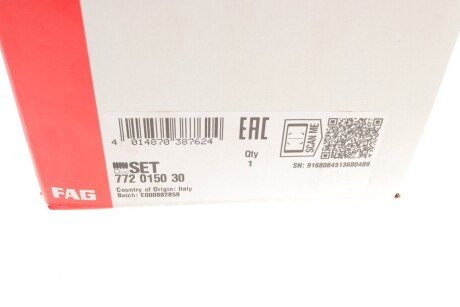 4 014870 387624
EAC
Qty
1
SCAN ME
SN: 9168084513680489
SET
772 0150 30
Country of Origin: Italy
Batch: E000882859
FAG